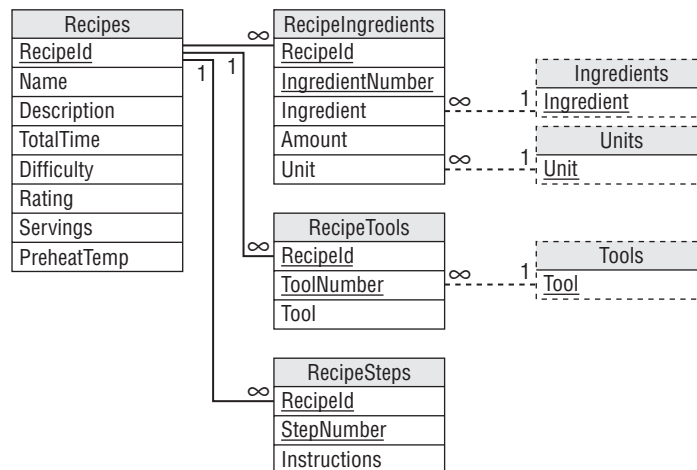 Recipes
RecipeId
Name
Description
TotalTime
Difficulty
Rating
Servings
PreheatTemp
1
1
∞
RecipeIngredients
RecipeId
IngredientNumber
Ingredient
Amount
Unit
∞
1
Ingredients
Ingredient
∞
1
Units
Unit
∞
RecipeTools
RecipeId
ToolNumber
Tool
∞
1
Tools
Tool
∞
RecipeSteps
RecipeId
StepNumber
Instructions